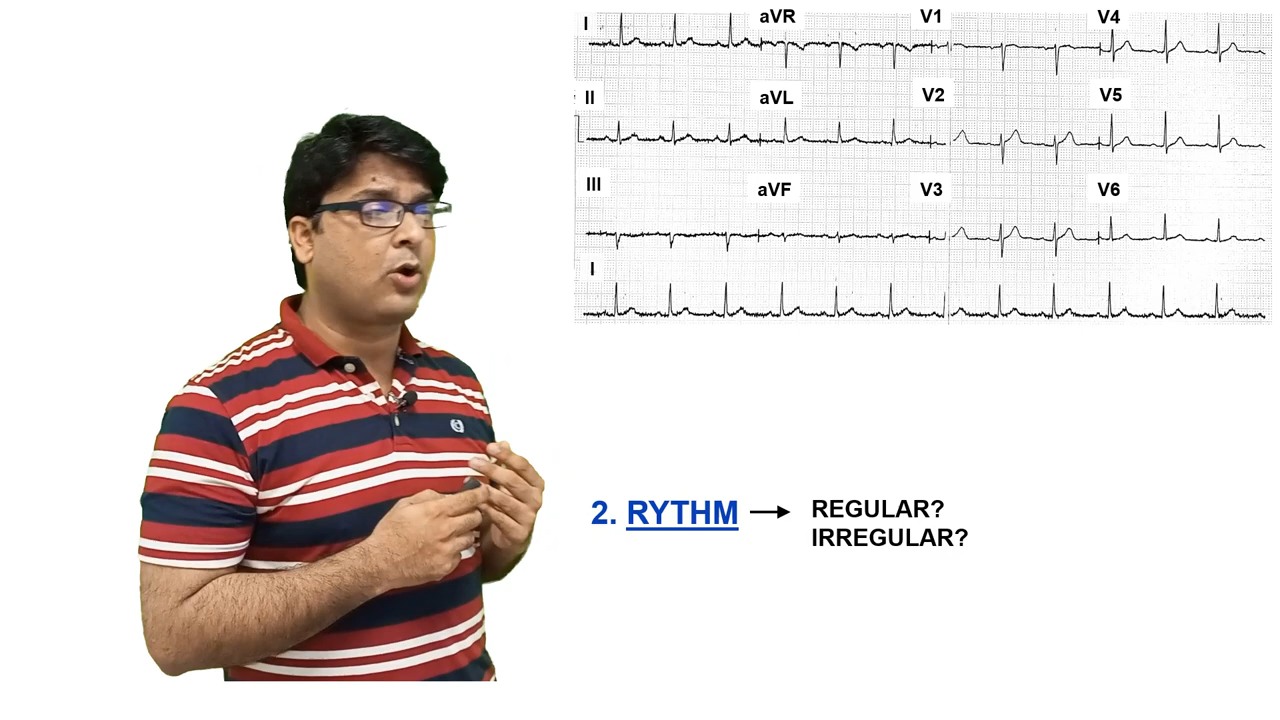 I aVR V1 V4
II aVL V2 V5
III aVF V3 V6
I
2. RYTHM → REGULAR?
IRREGULAR?